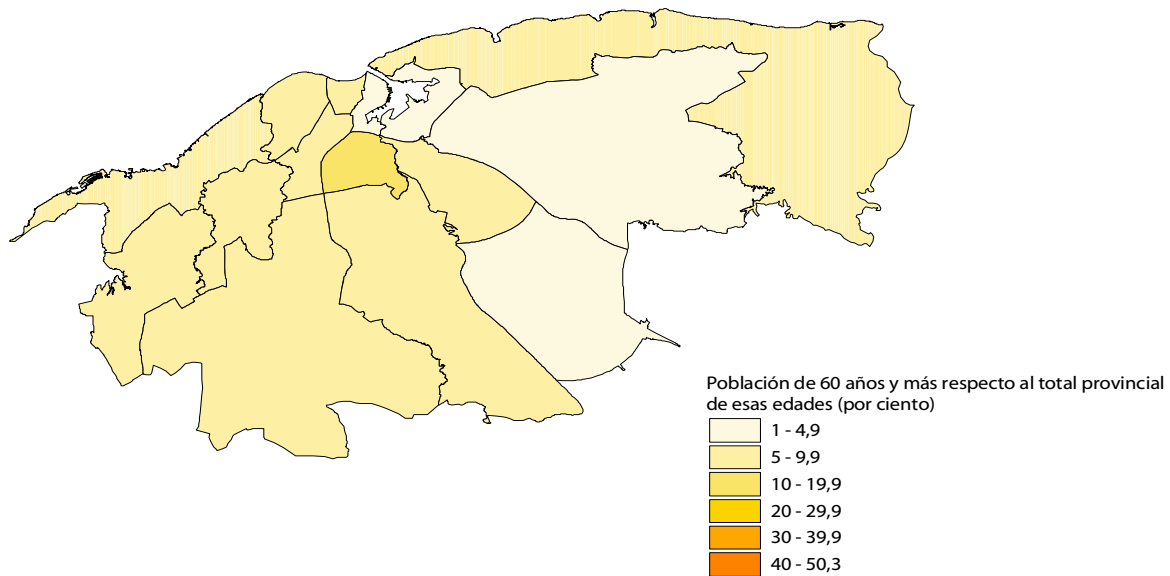 Población de 60 años y más respecto al total provincial
de esas edades (por ciento)
1 - 4,9
5 - 9,9
10 - 19,9
20 - 29,9
30 - 39,9
40 - 50,3